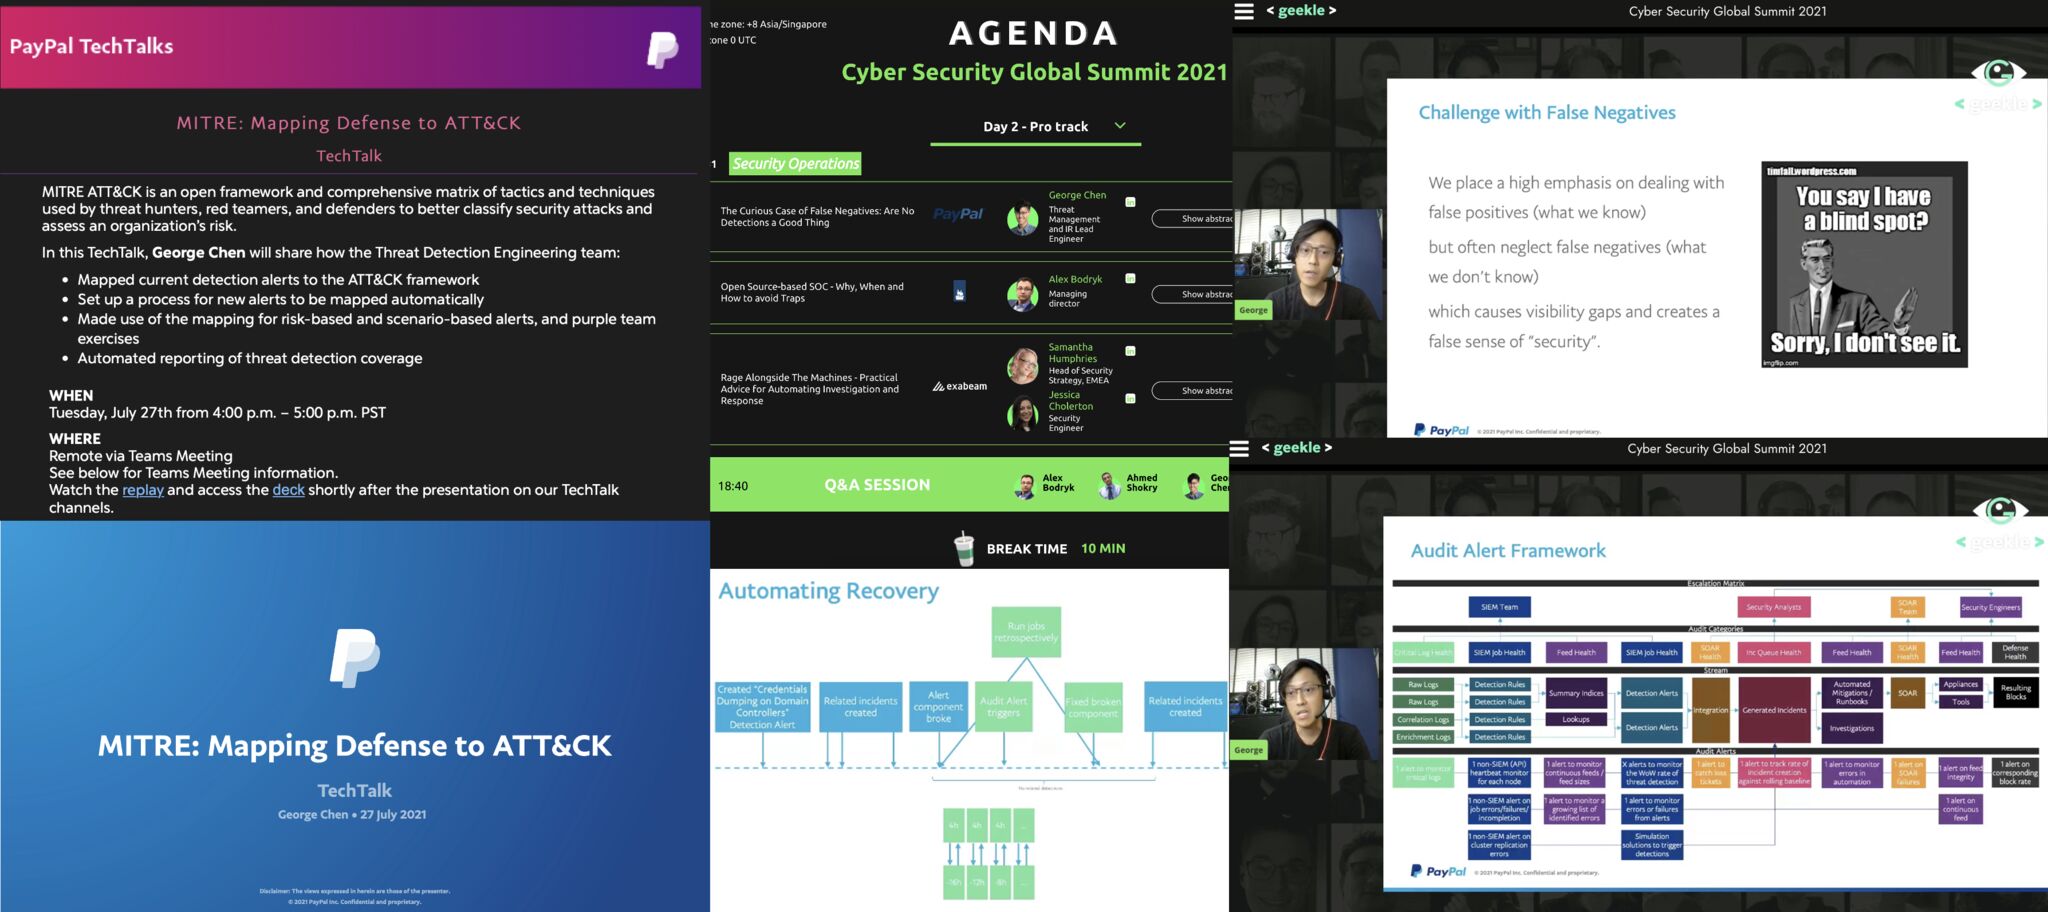 PayPal TechTalks
MITRE: Mapping Defense to ATT&CK
TechTalk
MITRE ATT&CK is an open framework and comprehensive matrix of tactics and techniques
used by threat hunters, red teamers, and defenders to better classify security attacks and
assess an organization's risk.
In this TechTalk, George Chen will share how the Threat Detection Engineering team:
• Mapped current detection alerts to the ATT&CK framework
• Set up a process for new alerts to be mapped automatically
• Made use of the mapping for risk-based and scenario-based alerts, and purple team
exercises
• Automated reporting of threat detection coverage
WHEN
Tuesday, July 27th from 4:00 p.m. – 5:00 p.m. PST
WHERE
Remote via Teams Meeting
See below for Teams Meeting information.
Watch the replay and access the deck shortly after the presentation on our TechTalk
channels.
MITRE: Mapping Defense to ATT&CK
TechTalk
George Chen • 27 July 2021
Disclaimer: The views expressed in herein are those of the presenter.
© 2021 PayPal Inc. Confidential and proprietary.
zone: +8 Asia/Singapore
zone 0 UTC
AGENDA
Cyber Security Global Summit 2021
Day 2 - Pro track
1 Security Operations
The Curious Case of False Negatives: Are No
Detections a Good Thing
PayPal
George Chen
Threat
Management
and IR Lead
Engineer
in
Show abstrac
Open Source-based SOC - Why, When and
How to avoid Traps
Alex Bodryk
Managing
director
in
Show abstrac
Rage Alongside The Machines - Practical
Advice for Automating Investigation and
Response
exabeam
Samantha
Humphries
Head of Security
Strategy, EMEA
in
Jessica
Cholerton
Security
Engineer
in
Show abstrac
18:40
Q&A SESSION
Alex
Bodryk
Ahmed
Shokry
Geo
Che
BREAK TIME 10 MIN
Automating Recovery
Run jobs
retrospectively
Created "Credentials
Dumping on Domain
Controllers"
Detection Alert
Related incidents
created
Alert
component
broke
Audit Alert
triggers
Fixed broken
component
Related incidents
created
4h
4h
4h
...
-16h
-12h
-8h
...
< geekle >
Cyber Security Global Summit 2021
< geekle >
Challenge with False Negatives
We place a high emphasis on dealing with
false positives (what we know)
but often neglect false negatives (what
we don't know)
which causes visibility gaps and creates a
false sense of "security".
timfall.wordpress.com
You say I have
a blind spot?
Sorry, I don't see it.
imgflip.com
George
PayPal
© 2021 PayPal Inc. Confidential and proprietary.
< geekle >
Cyber Security Global Summit 2021
< geekle >
Audit Alert Framework
Escalation Matrix
SIEM Team
Security Analysts
SOAR
Team
Security Engineers
Audit Categories
Critical Log Health
SIEM Job Health
Feed Health
SIEM Job Health
SOAR
Health
Inc Queue Health
Feed Health
SOAR
Health
Feed Health
Defense
Health
Stream
Raw Logs
Raw Logs
Correlation Logs
Enrichment Logs
Detection Rules
Detection Rules
Detection Rules
Detection Rules
Summary Indices
Lookups
Detection Alerts
Detection Alerts
Integration
Generated Incidents
Automated
Mitigations /
Runbooks
Investigations
SOAR
Appliances
Tools
Resulting
Blocks
Audit Alerts
1 alert to monitor
critical logs
1 non-SIEM (API)
heartbeat monitor
for each node
1 alert to monitor
continuous feeds /
feed sizes
X alerts to monitor
the WoW rate of
threat detection
1 alert to
catch loss
tickets
1 alert to track rate of
incident creation
against rolling baseline
1 alert to monitor
errors in
automation
1 alert on
SOAR
failures
1 alert on feed
integrity
1 alert on
corresponding
block rate
1 non-SIEM alert on
job errors/failures/
incompletion
1 alert to monitor a
growing list of
identified errors
1 alert to monitor
errors or failures
from alerts
1 alert on
continuous
feed
1 non-SIEM alert on
cluster replication
errors
Simulation
solutions to trigger
detections
George
PayPal
© 2021 PayPal Inc. Confidential and proprietary.